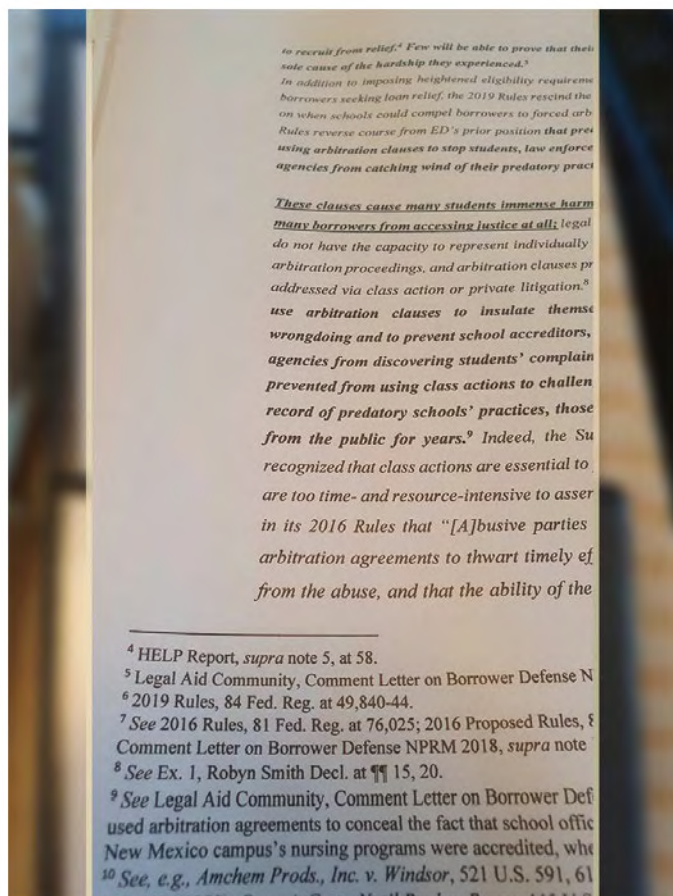 to recruit from relief.⁴ Few will be able to prove that thei
sole cause of the hardship they experienced.⁵
In addition to imposing heightened eligibility requireme
borrowers seeking loan relief, the 2019 Rules rescind the
on when schools could compel borrowers to forced arb
Rules reverse course from ED's prior position that prev
using arbitration clauses to stop students, law enforce
agencies from catching wind of their predatory pract
These clauses cause many students immense harm
many borrowers from accessing justice at all; legal
do not have the capacity to represent individually
arbitration proceedings, and arbitration clauses pr
addressed via class action or private litigation.⁸
use arbitration clauses to insulate themse
wrongdoing and to prevent school accreditors,
agencies from discovering students' complain
prevented from using class actions to challen
record of predatory schools' practices, those
from the public for years.⁹ Indeed, the Su
recognized that class actions are essential to
are too time- and resource-intensive to asser
in its 2016 Rules that “[A]busive parties
arbitration agreements to thwart timely ef
from the abuse, and that the ability of the
⁴ HELP Report, supra note 5, at 58.
⁵ Legal Aid Community, Comment Letter on Borrower Defense N
⁶ 2019 Rules, 84 Fed. Reg. at 49,840-44.
⁷ See 2016 Rules, 81 Fed. Reg. at 76,025; 2016 Proposed Rules, 8
Comment Letter on Borrower Defense NPRM 2018, supra note
⁸ See Ex. 1, Robyn Smith Decl. at ¶¶ 15, 20.
⁹ See Legal Aid Community, Comment Letter on Borrower Def
used arbitration agreements to conceal the fact that school offic
New Mexico campus's nursing programs were accredited, whe
¹⁰ See, e.g., Amchem Prods., Inc. v. Windsor, 521 U.S. 591, 61